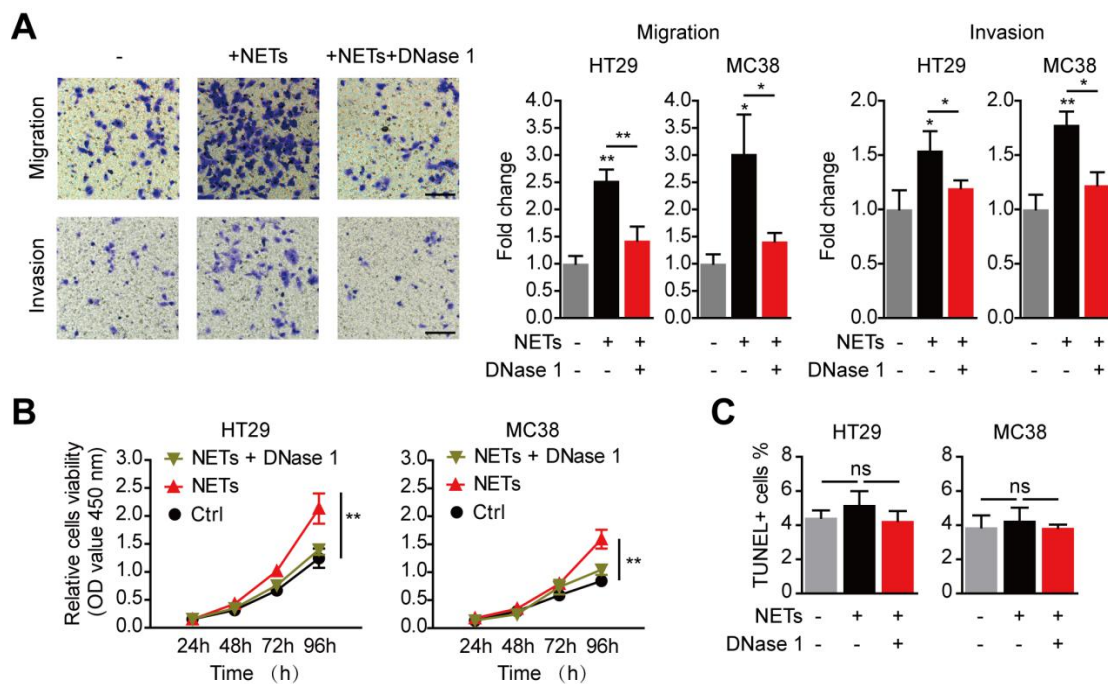 A
- +NETs +NETs+DNase 1
Migration
Invasion
Migration
HT29 MC38
Fold change
4.0
3.5
3.0
2.5
2.0
1.5
1.0
0.5
0.0
** **
4.0
3.5
3.0
2.5
2.0
1.5
1.0
0.5
0.0
* *
NETs - + + - + +
DNase 1 - - + - - +
Invasion
HT29 MC38
Fold change
2.0
1.5
1.0
0.5
0.0
* *
2.0
1.5
1.0
0.5
0.0
** *
NETs - + + - + +
DNase 1 - - + - - +
B
HT29
Relative cells viability
(OD value 450 nm)
3.0
2.5
2.0
1.5
1.0
0.5
0.0
NETs + DNase 1
NETs
Ctrl
**
24h 48h 72h 96h
Time （h）
MC38
3.0
2.5
2.0
1.5
1.0
0.5
0.0
NETs + DNase 1
NETs
Ctrl
**
24h 48h 72h 96h
Time （h）
C
HT29 MC38
TUNEL+ cells %
8
6
4
2
0
ns
8
6
4
2
0
ns
NETs - + + - + +
DNase 1 - - + - - +